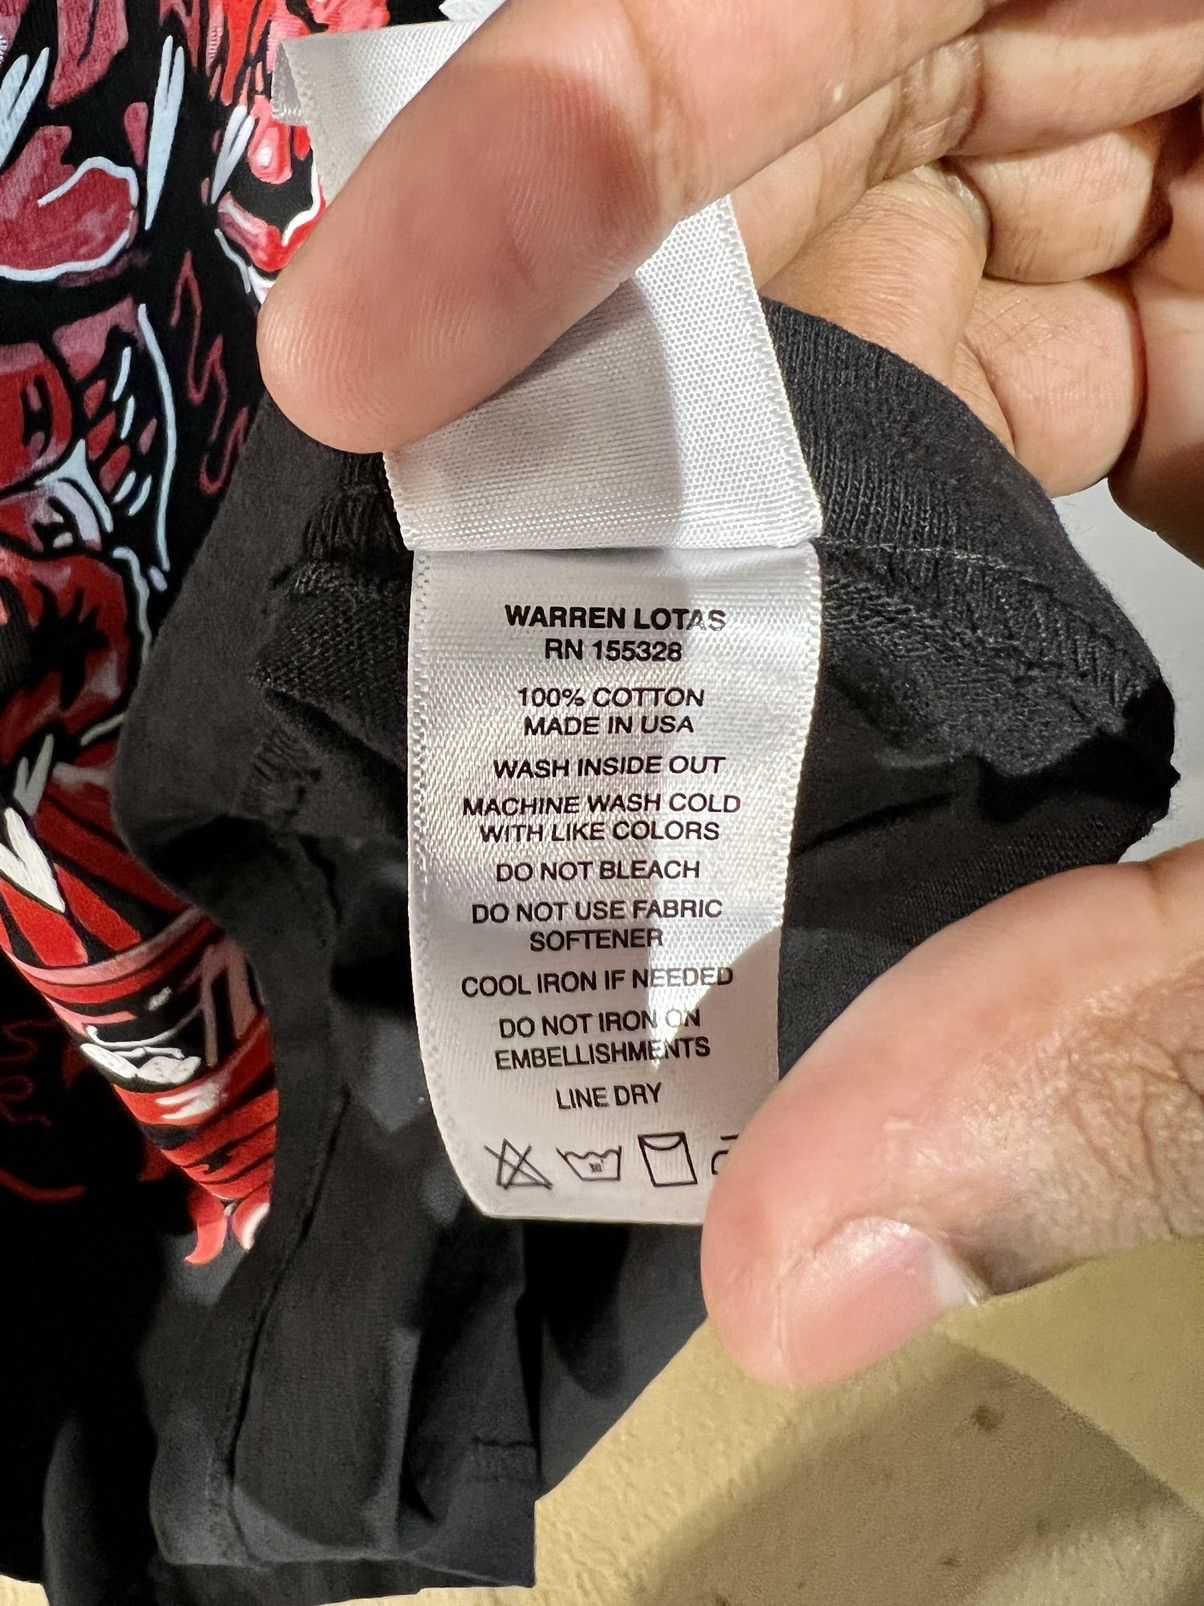 WARREN LOTAS
RN 155328
100% COTTON
MADE IN USA
WASH INSIDE OUT
MACHINE WASH COLD
WITH LIKE COLORS
DO NOT BLEACH
DO NOT USE FABRIC
SOFTENER
COOL IRON IF NEEDED
DO NOT IRON ON
EMBELLISHMENTS
LINE DRY